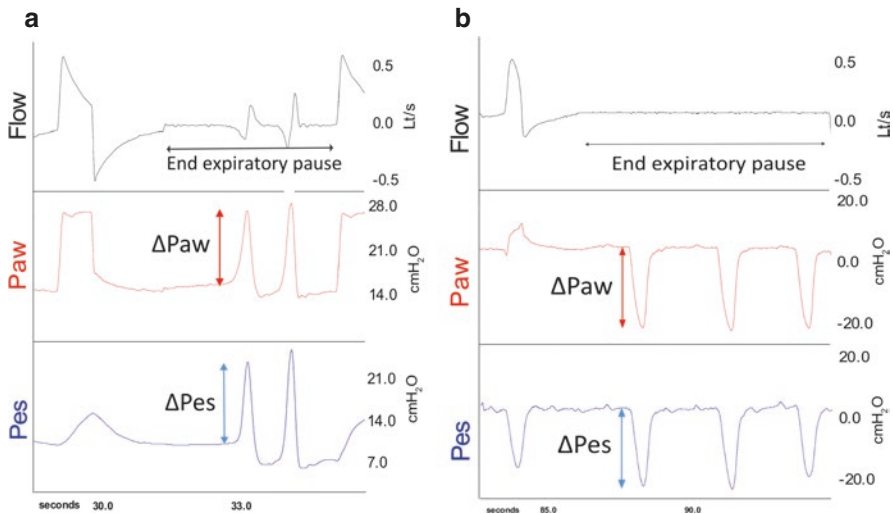 a
Flow
0.5
0.0
-0.5
Lt/s
End expiratory pause
Paw
ΔPaw
28.0
21.0
14.0
cmH₂O
Pes
ΔPes
21.0
14.0
7.0
cmH₂O
seconds 30.0 33.0
b
Flow
0.5
0.0
-0.5
Lt/s
End expiratory pause
Paw
ΔPaw
20.0
0.0
-20.0
cmH₂O
Pes
ΔPes
20.0
0.0
-20.0
cmH₂O
seconds 85.0 90.0